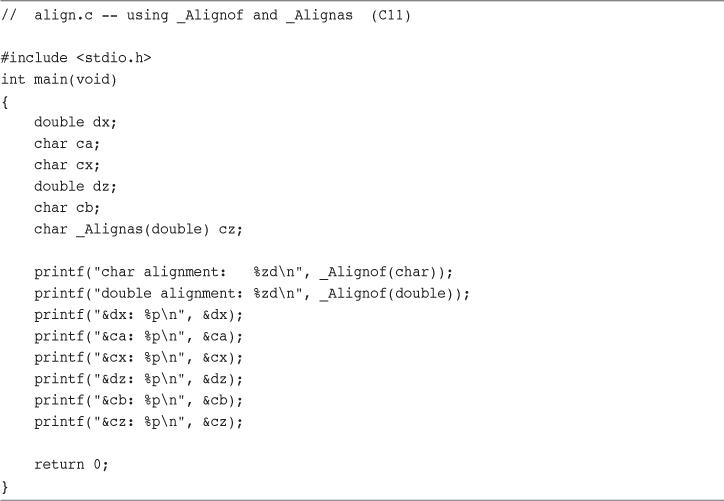 //  align.c -- using _Alignof and _Alignas  (C11)

#include <stdio.h>
int main(void)
{
    double dx;
    char ca;
    char cx;
    double dz;
    char cb;
    char _Alignas(double) cz;

    printf("char alignment:   %zd\n", _Alignof(char));
    printf("double alignment: %zd\n", _Alignof(double));
    printf("&dx: %p\n", &dx);
    printf("&ca: %p\n", &ca);
    printf("&cx: %p\n", &cx);
    printf("&dz: %p\n", &dz);
    printf("&cb: %p\n", &cb);
    printf("&cz: %p\n", &cz);

    return 0;
}